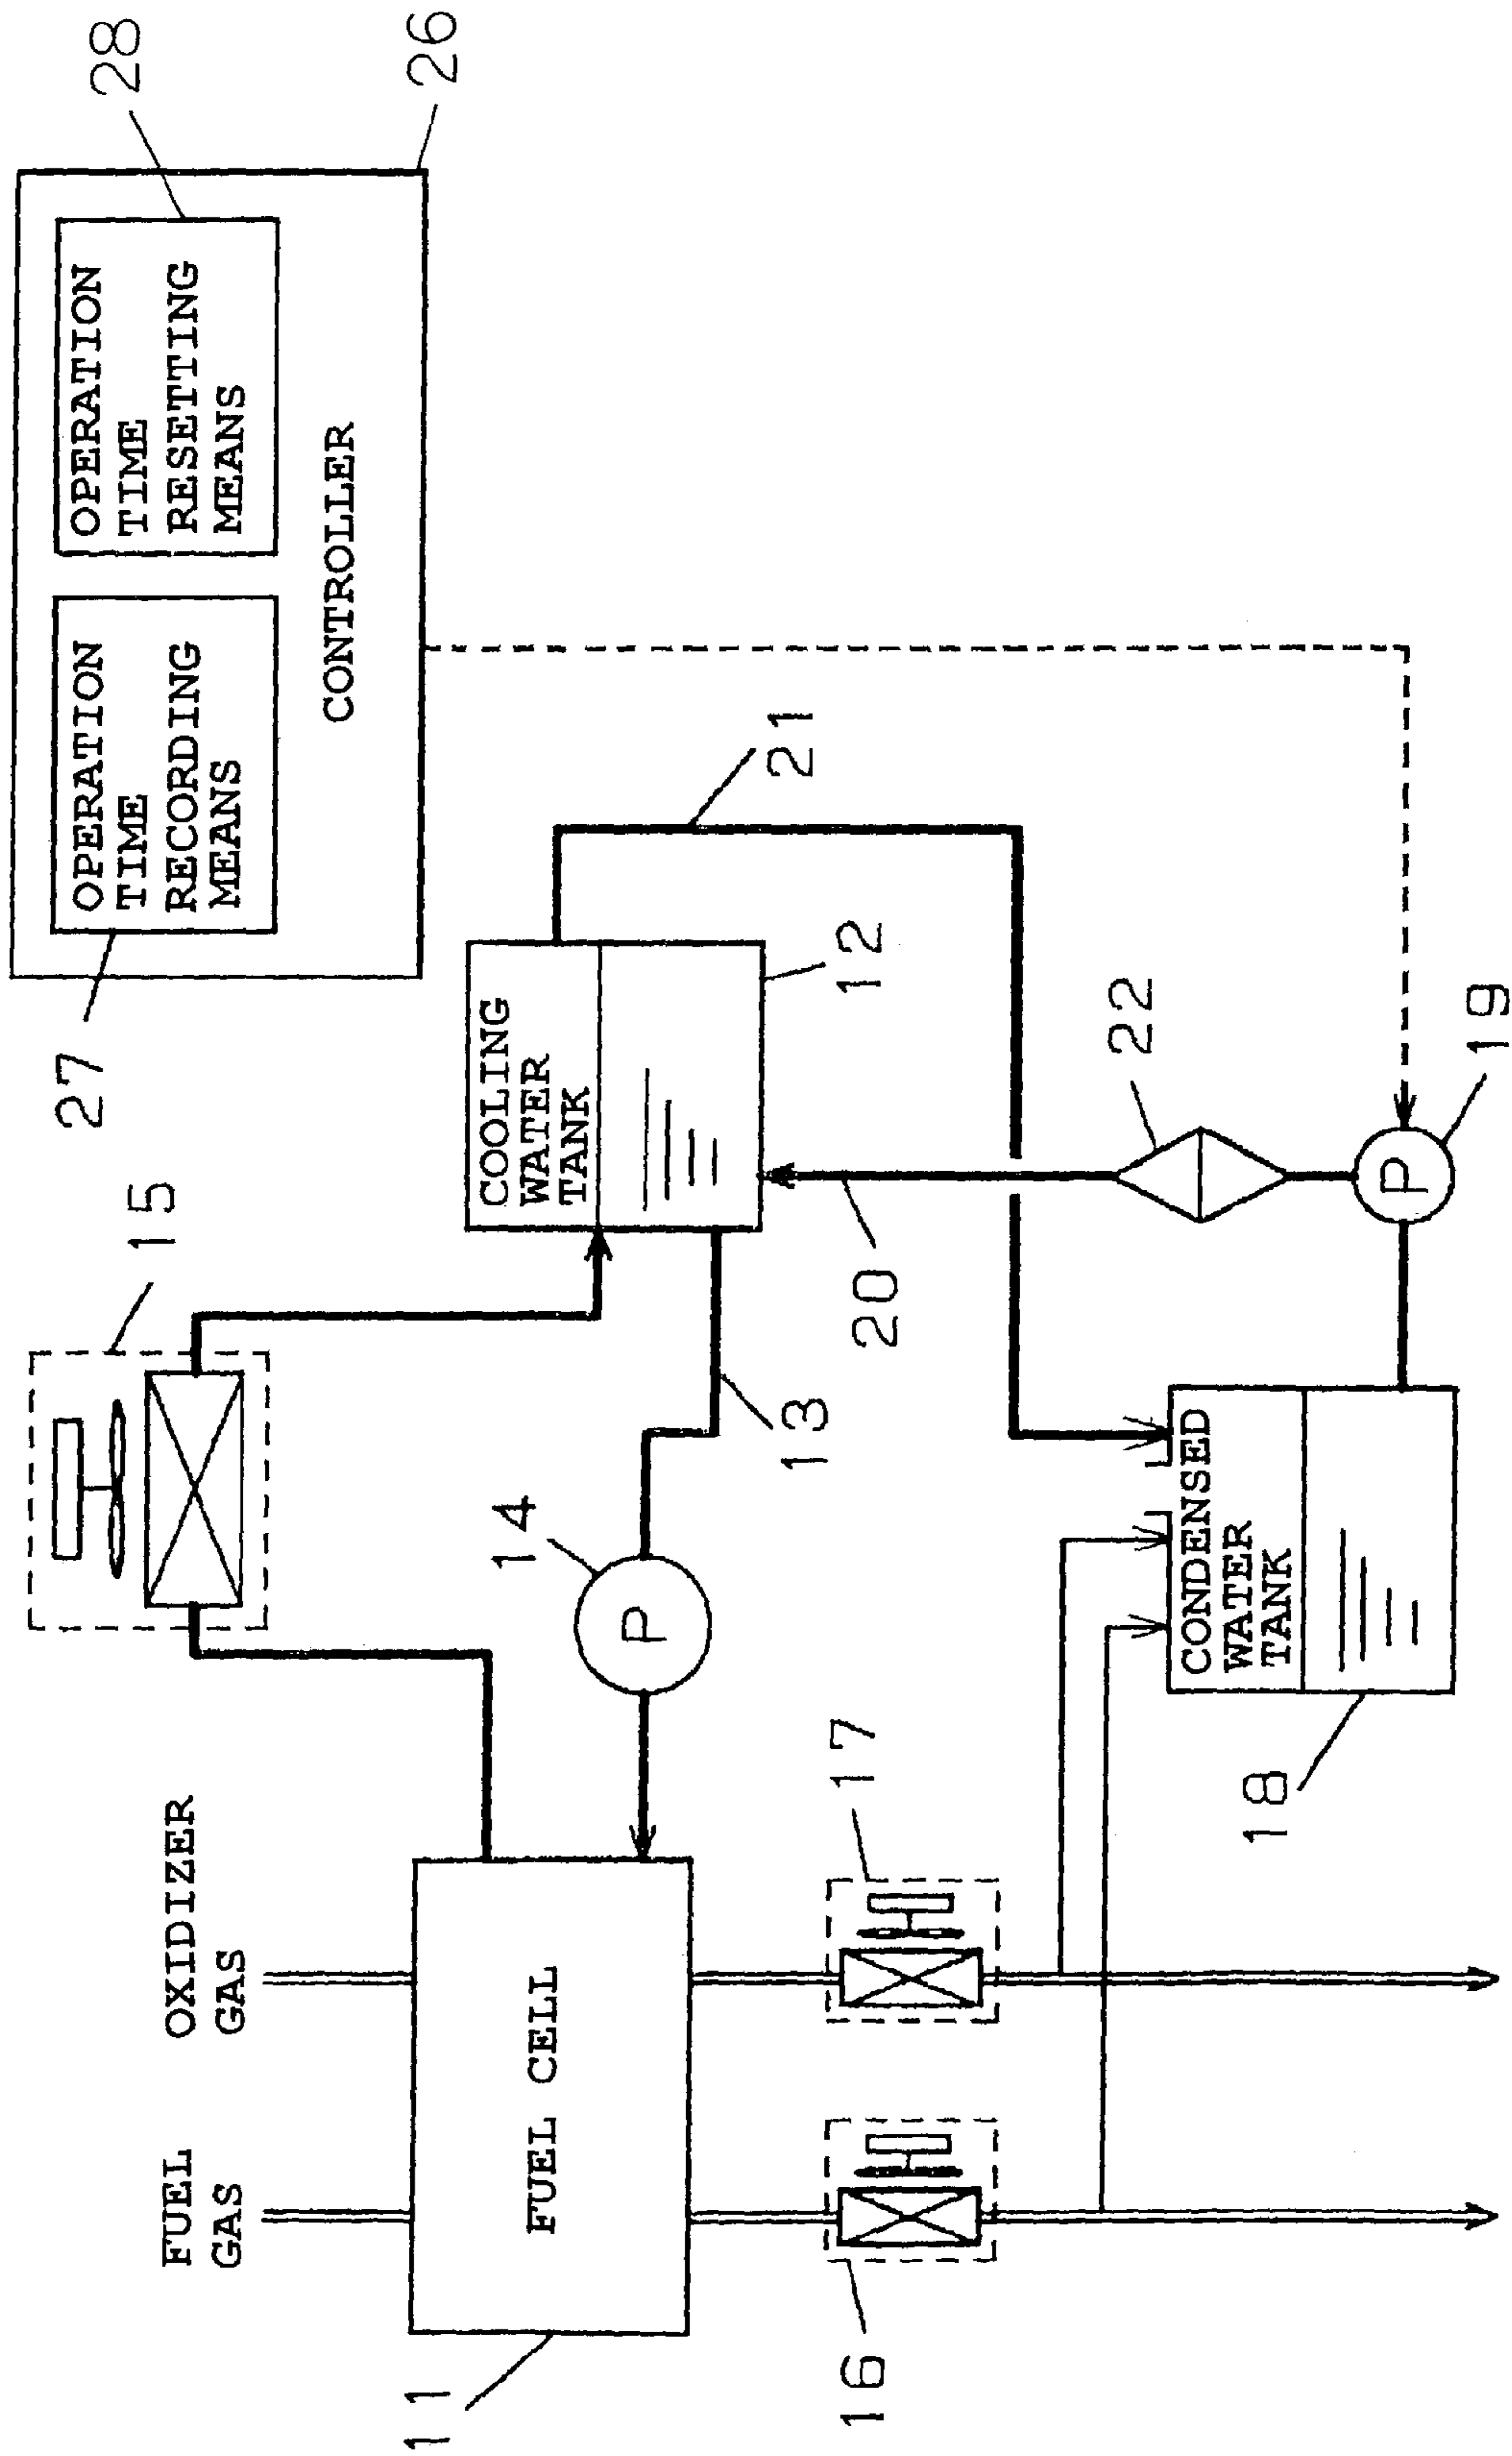 28
26
OPERATION
TIME
RECORDING
MEANS
OPERATION
TIME
RESETTING
MEANS
CONTROLLER
27
15
FUEL
GAS
OXIDIZER
GAS
COOLING
WATER
TANK
21
12
14
P
13
11
FUEL CELL
20
22
16
17
CONDENSED
WATER
TANK
18
P
19